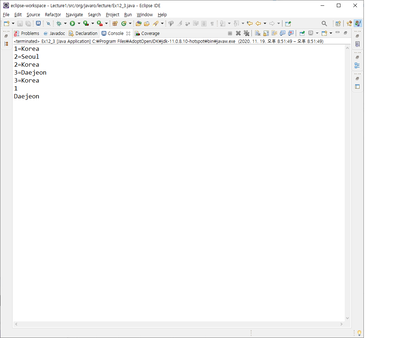 eclipse-workspace - Lecture1/src/org/javaro/lecture/Ex12_3.java - Eclipse IDE
File Edit Source Refactor Navigate Search Project Run Window Help
Problems Javadoc Declaration Console Coverage
<terminated> Ex12_3 [Java Application] C:₩Program Files₩AdoptOpenJDK₩jdk-11.0.8.10-hotspot₩bin₩javaw.exe (2020. 11. 19. 오후 8:51:49 – 오후 8:51:49)
1=Korea
2=Seoul
2=Korea
3=Daejeon
3=Korea
1
Daejeon